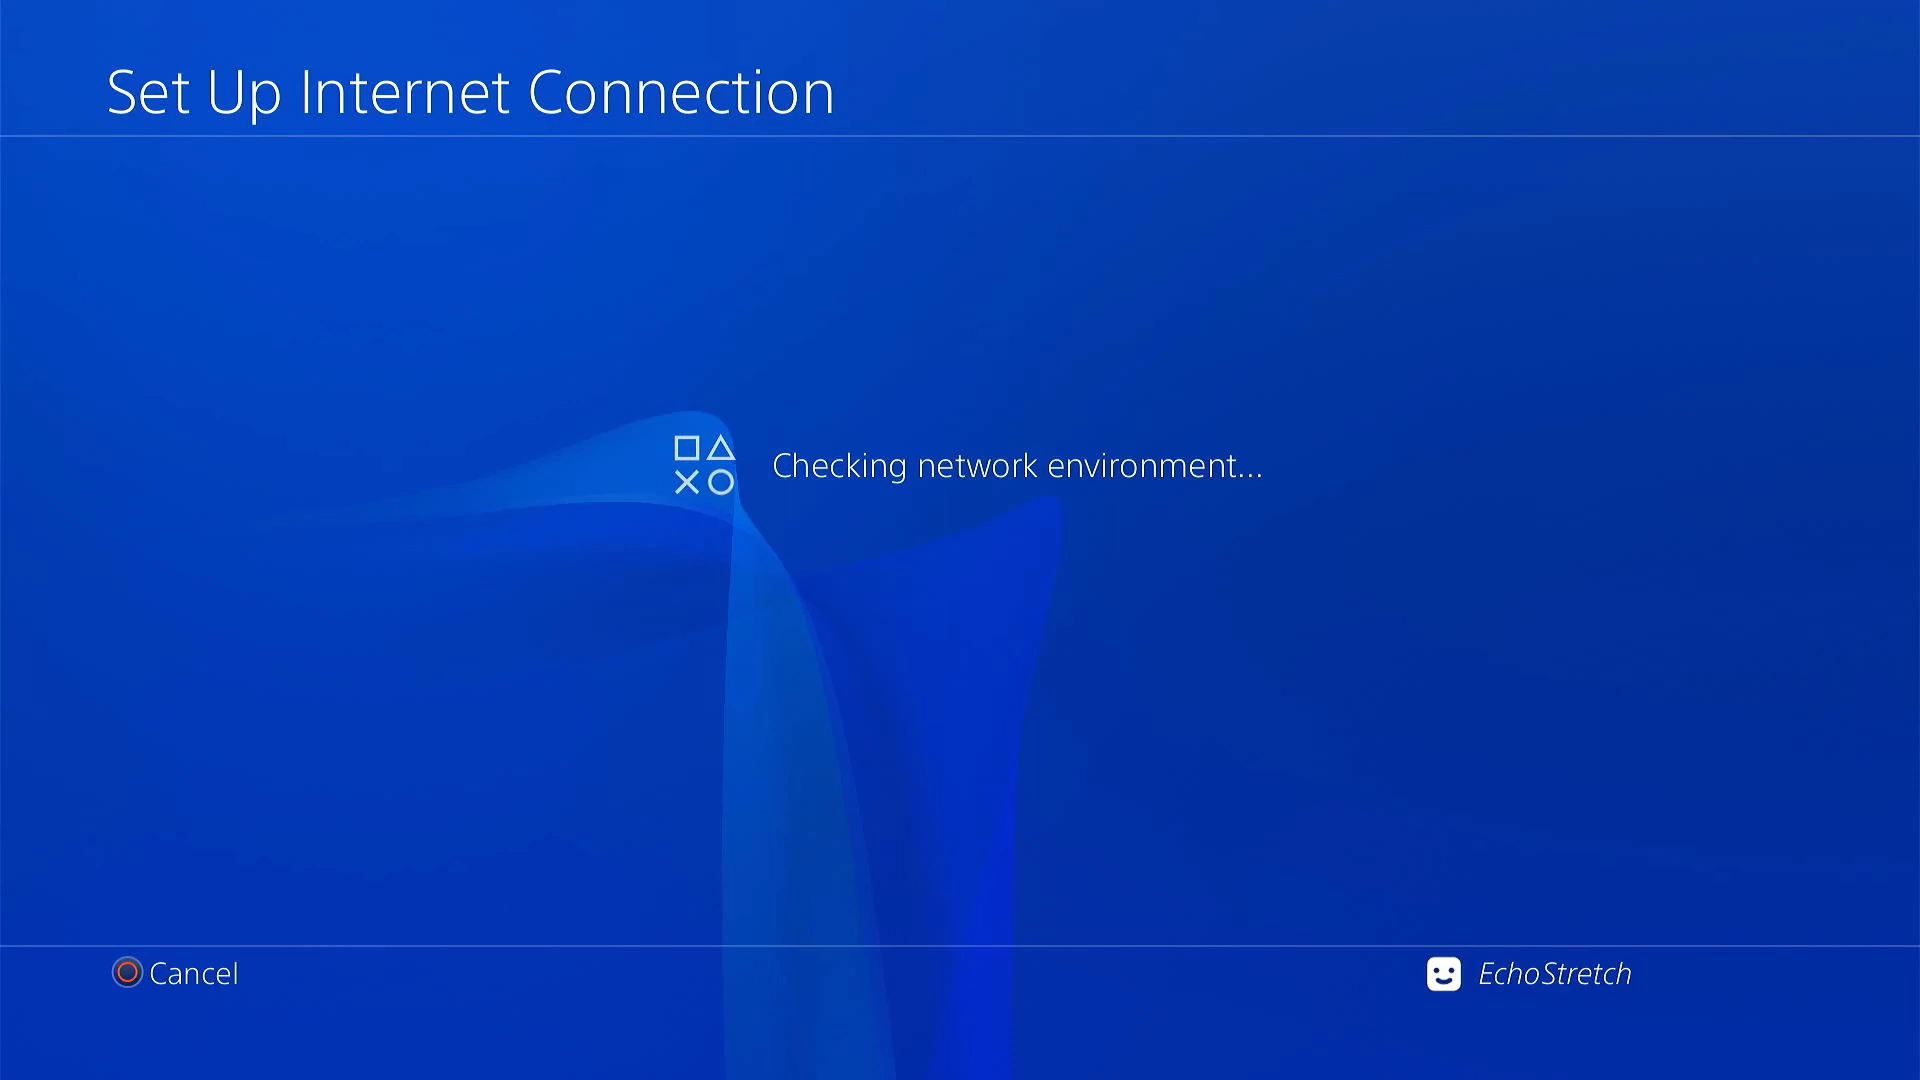 Set Up Internet Connection
Checking network environment...
Cancel
EchoStretch